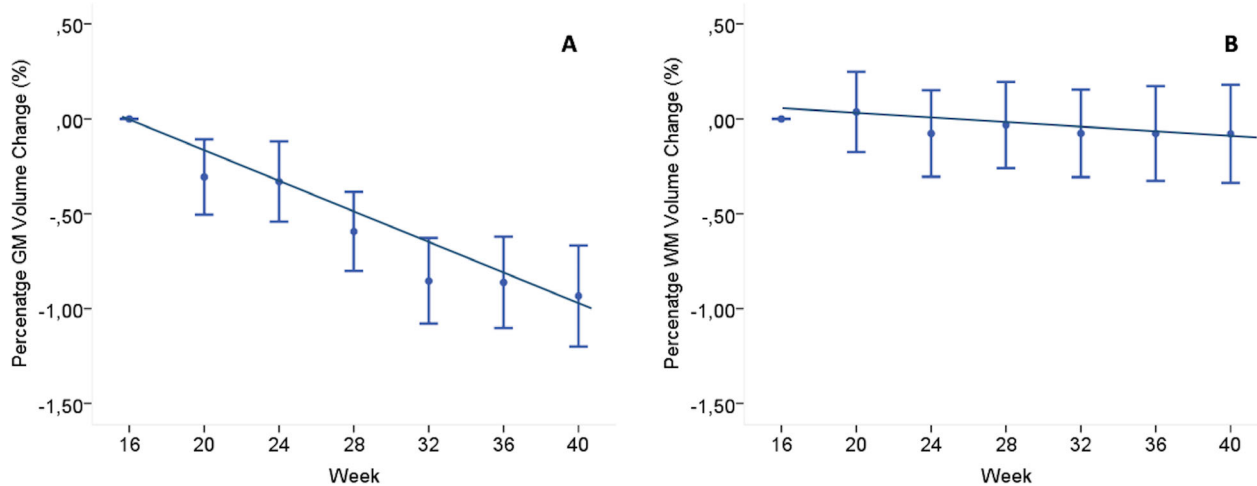 A
Percenatge GM Volume Change (%)
,50
,00
-,50
-1,00
-1,50
16 20 24 28 32 36 40
Week
B
Percenatge WM Volume Change (%)
,50
,00
-,50
-1,00
-1,50
16 20 24 28 32 36 40
Week